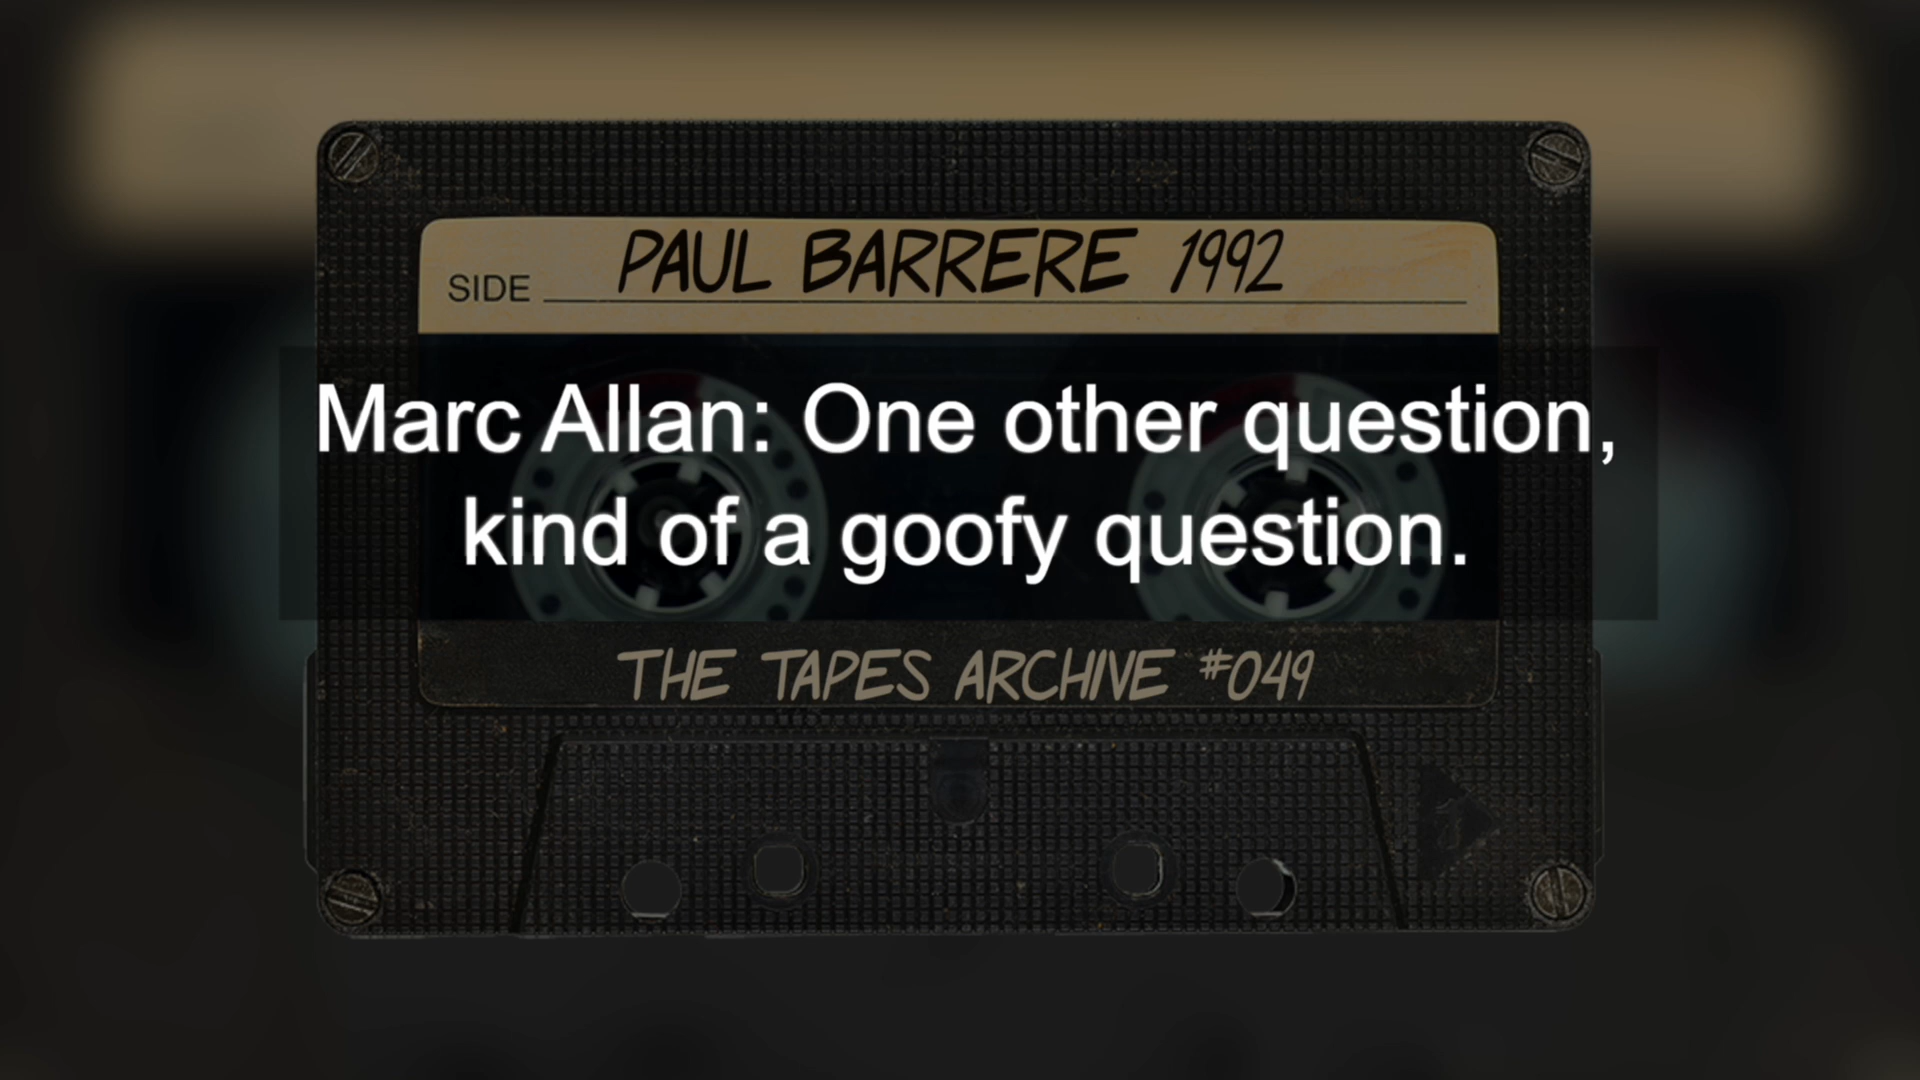 PAUL BARRERE 1992
SIDE
Marc Allan: One other question,
kind of a goofy question.
THE TAPES ARCHIVE #049